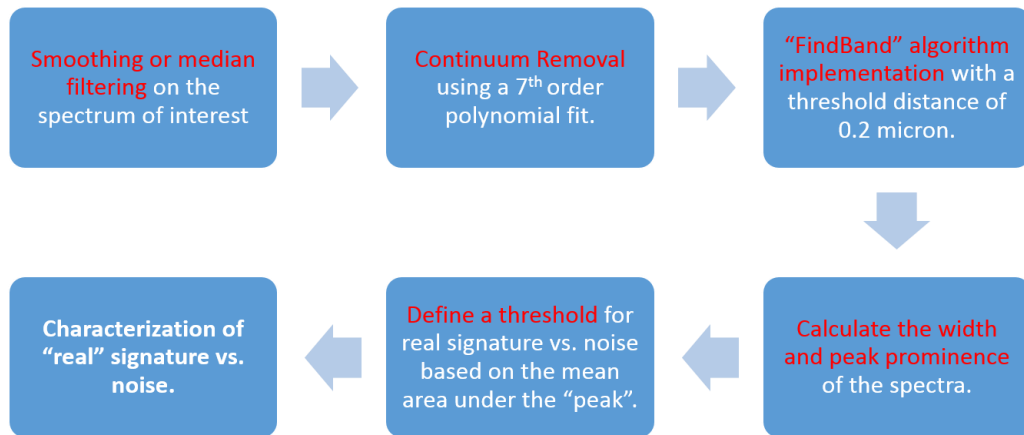 Smoothing or median
filtering on the
spectrum of interest
Continuum Removal
using a 7th order
polynomial fit.
“FindBand” algorithm
implementation with a
threshold distance of
0.2 micron.
Calculate the width
and peak prominence
of the spectra.
Define a threshold for
real signature vs. noise
based on the mean
area under the “peak”.
Characterization of
“real” signature vs.
noise.